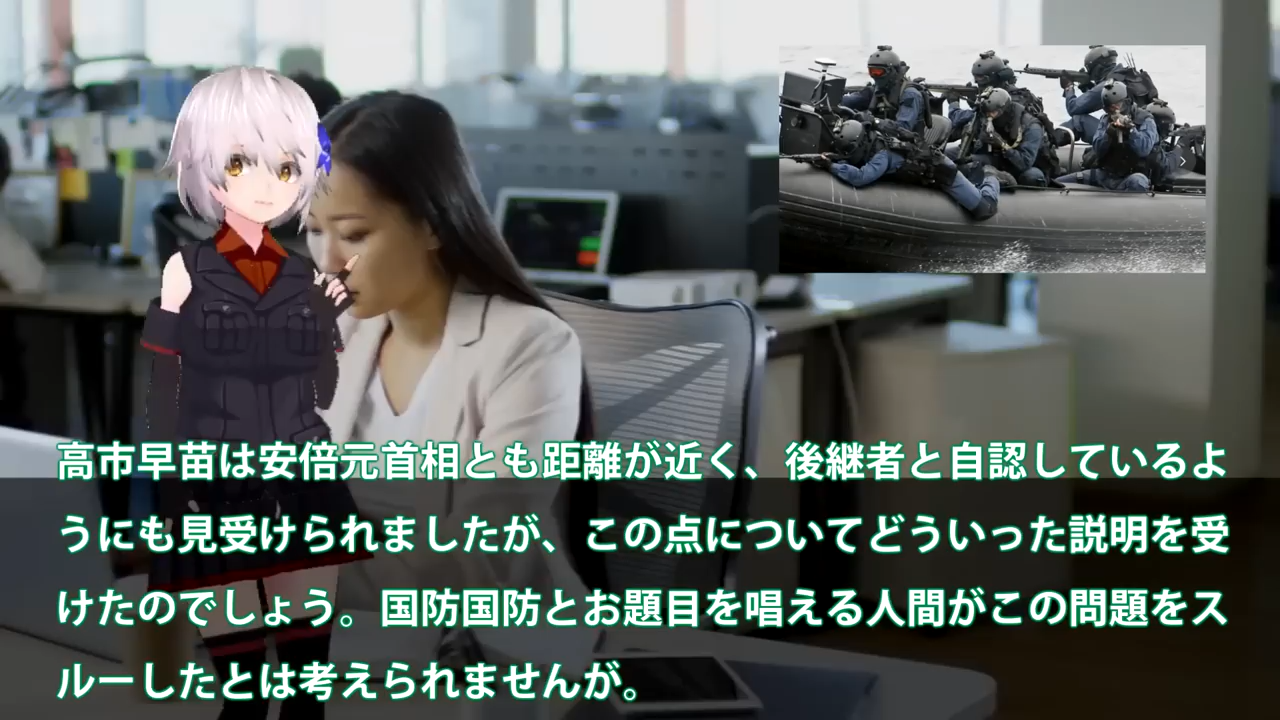 高市早苗は安倍元首相とも距離が近く、後継者と自認しているよ
うにも見受けられましたが、この点についてどういった説明を受
けたのでしょう。国防国防とお題目を唱える人間がこの問題をス
ルーしたとは考えられませんが。